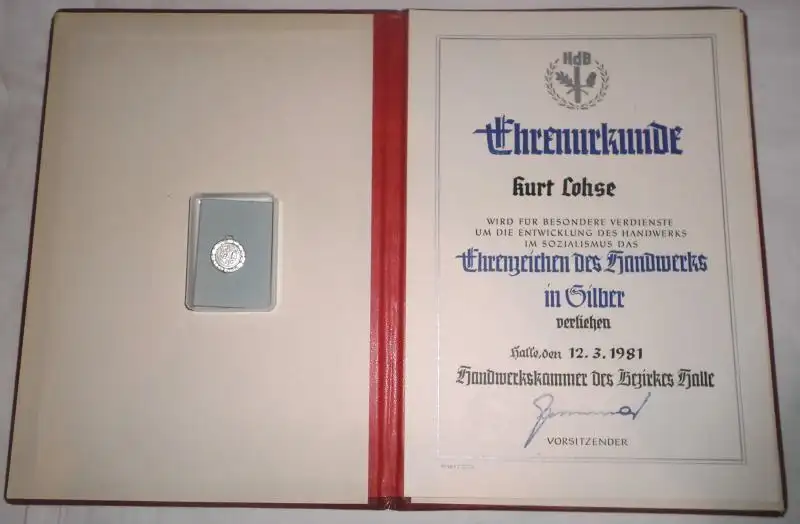 HdB
Ehrenurkunde
Kurt Lohse
WIRD FÜR BESONDERE VERDIENSTE
UM DIE ENTWICKLUNG DES HANDWERKS
IM SOZIALISMUS DAS
Ehrenzeichen des Handwerks
in Silber
verliehen
Halle, den 12.3.1981
Handwerkskammer des Bezirkes Halle
VORSITZENDER